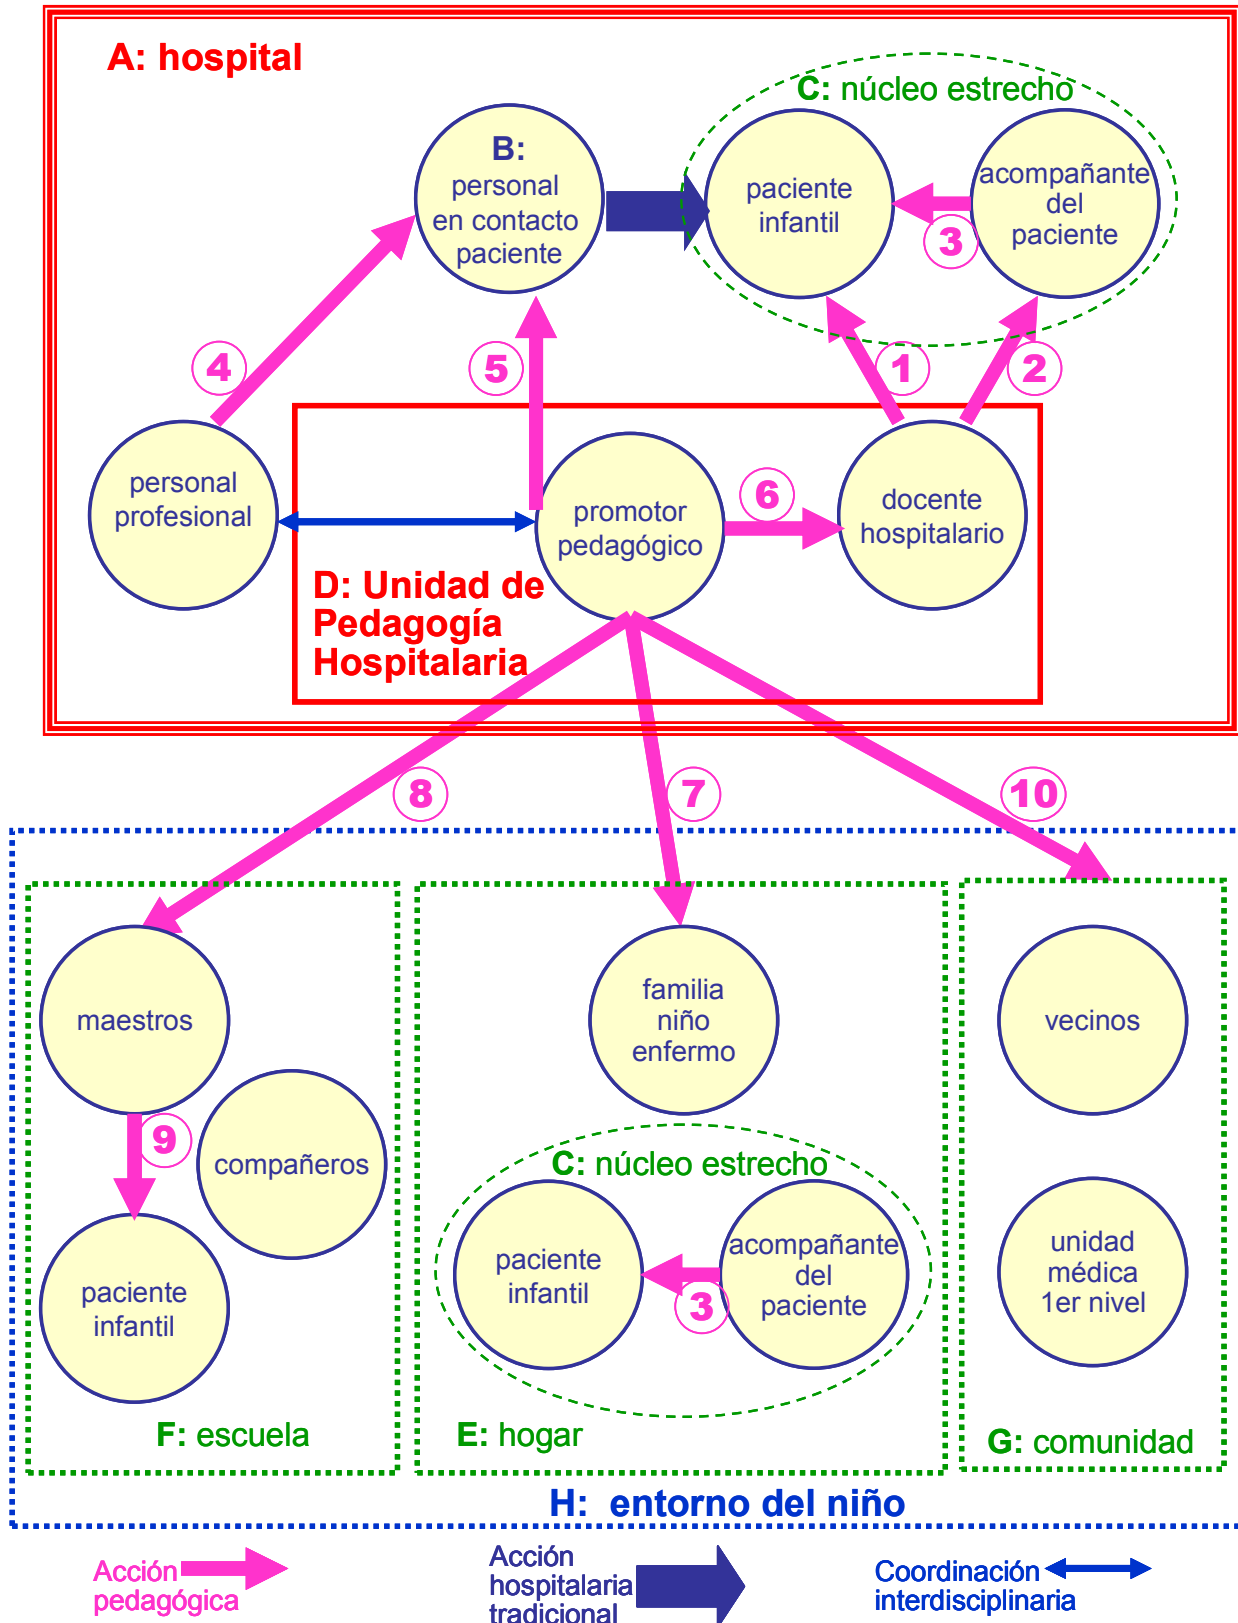 A: hospital
C: núcleo estrecho
B:
personal
en contacto
paciente
paciente
infantil
acompañante
del
paciente
3
4
5
1
2
personal
profesional
promotor
pedagógico
6
docente
hospitalario
D: Unidad de
Pedagogía
Hospitalaria
8
7
10
maestros
familia
niño
enfermo
vecinos
9
compañeros
C: núcleo estrecho
paciente
infantil
paciente
infantil
acompañante
del
paciente
3
unidad
médica
1er nivel
F: escuela
E: hogar
G: comunidad
H: entorno del niño
Acción
pedagógica
Acción
hospitalaria
tradicional
Coordinación
interdisciplinaria